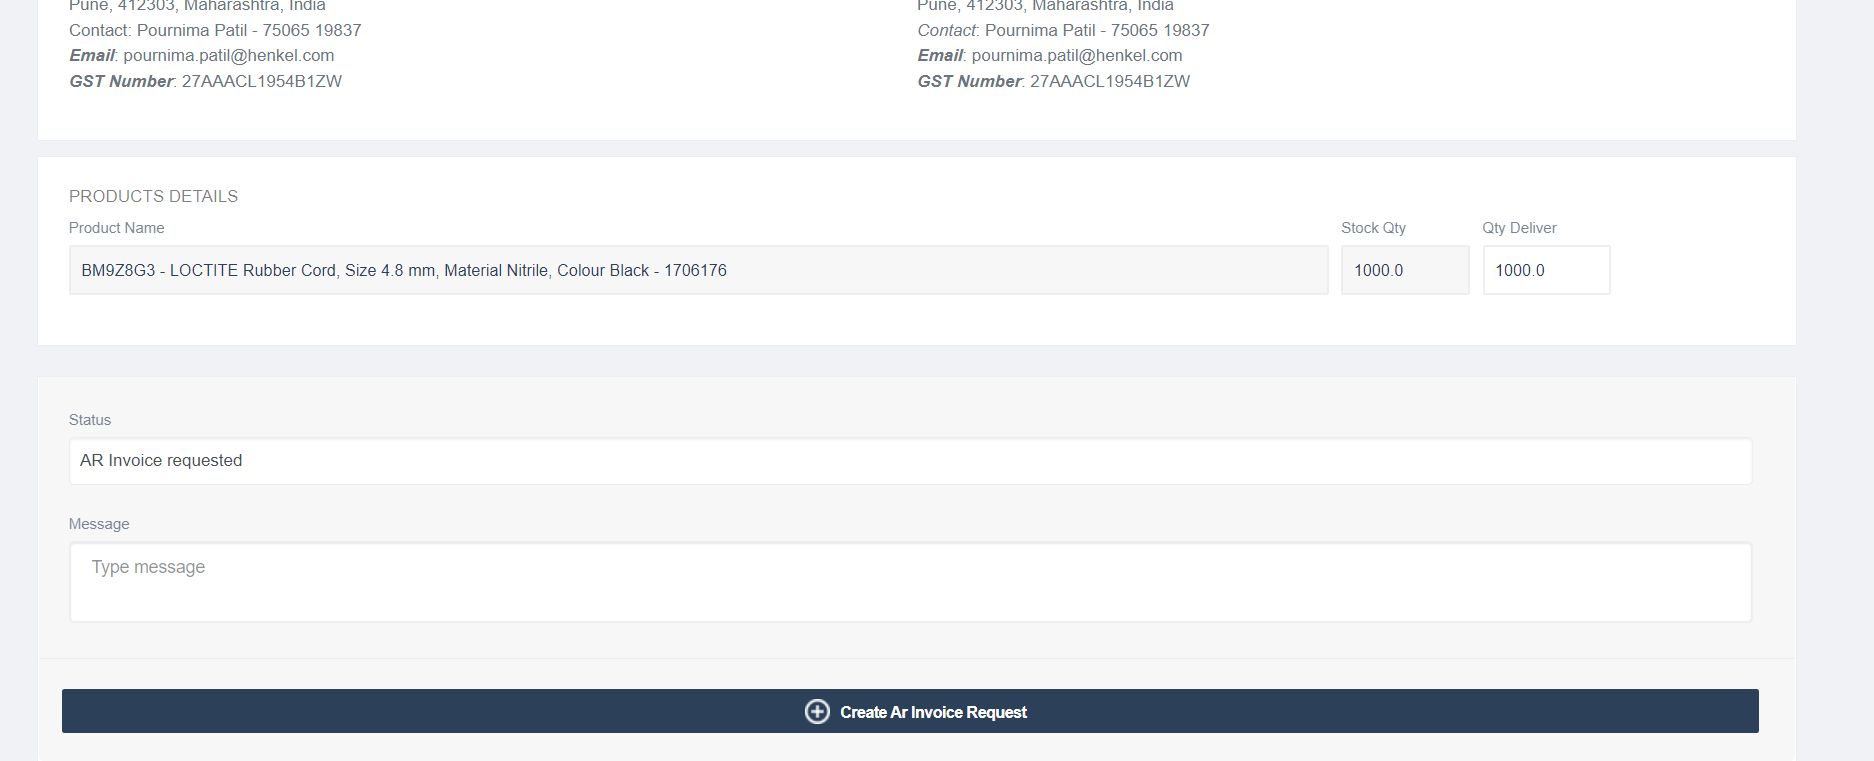 Pune, 412303, Maharashtra, India
Contact: Pournima Patil - 75065 19837
Email: pournima.patil@henkel.com
GST Number: 27AAACL1954B1ZW
Pune, 412303, Maharashtra, India
Contact: Pournima Patil - 75065 19837
Email: pournima.patil@henkel.com
GST Number: 27AAACL1954B1ZW
PRODUCTS DETAILS
Product Name Stock Qty Qty Deliver
BM9Z8G3 - LOCTITE Rubber Cord, Size 4.8 mm, Material Nitrile, Colour Black - 1706176 1000.0 1000.0
Status
AR Invoice requested
Message
Type message
Create Ar Invoice Request